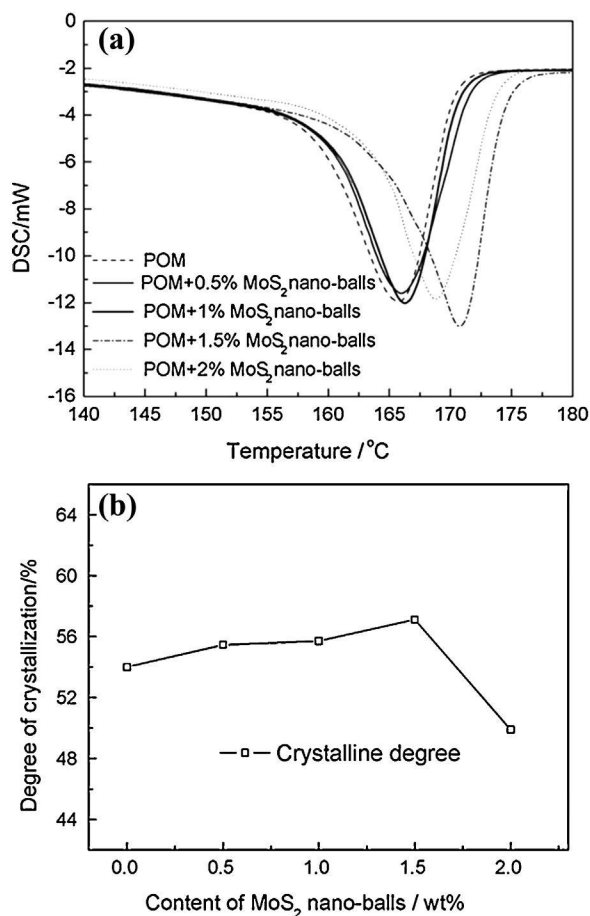 (a)
0
-2
-4
-6
-8
-10
-12
-14
-16
DSC/mW
POM
POM+0.5% MoS2 nano-balls
POM+1% MoS2 nano-balls
POM+1.5% MoS2 nano-balls
POM+2% MoS2 nano-balls
140 145 150 155 160 165 170 175 180
Temperature /°C
(b)
64
60
56
52
48
44
Degree of crystallization/%
Crystalline degree
0.0 0.5 1.0 1.5 2.0
Content of MoS2 nano-balls / wt%